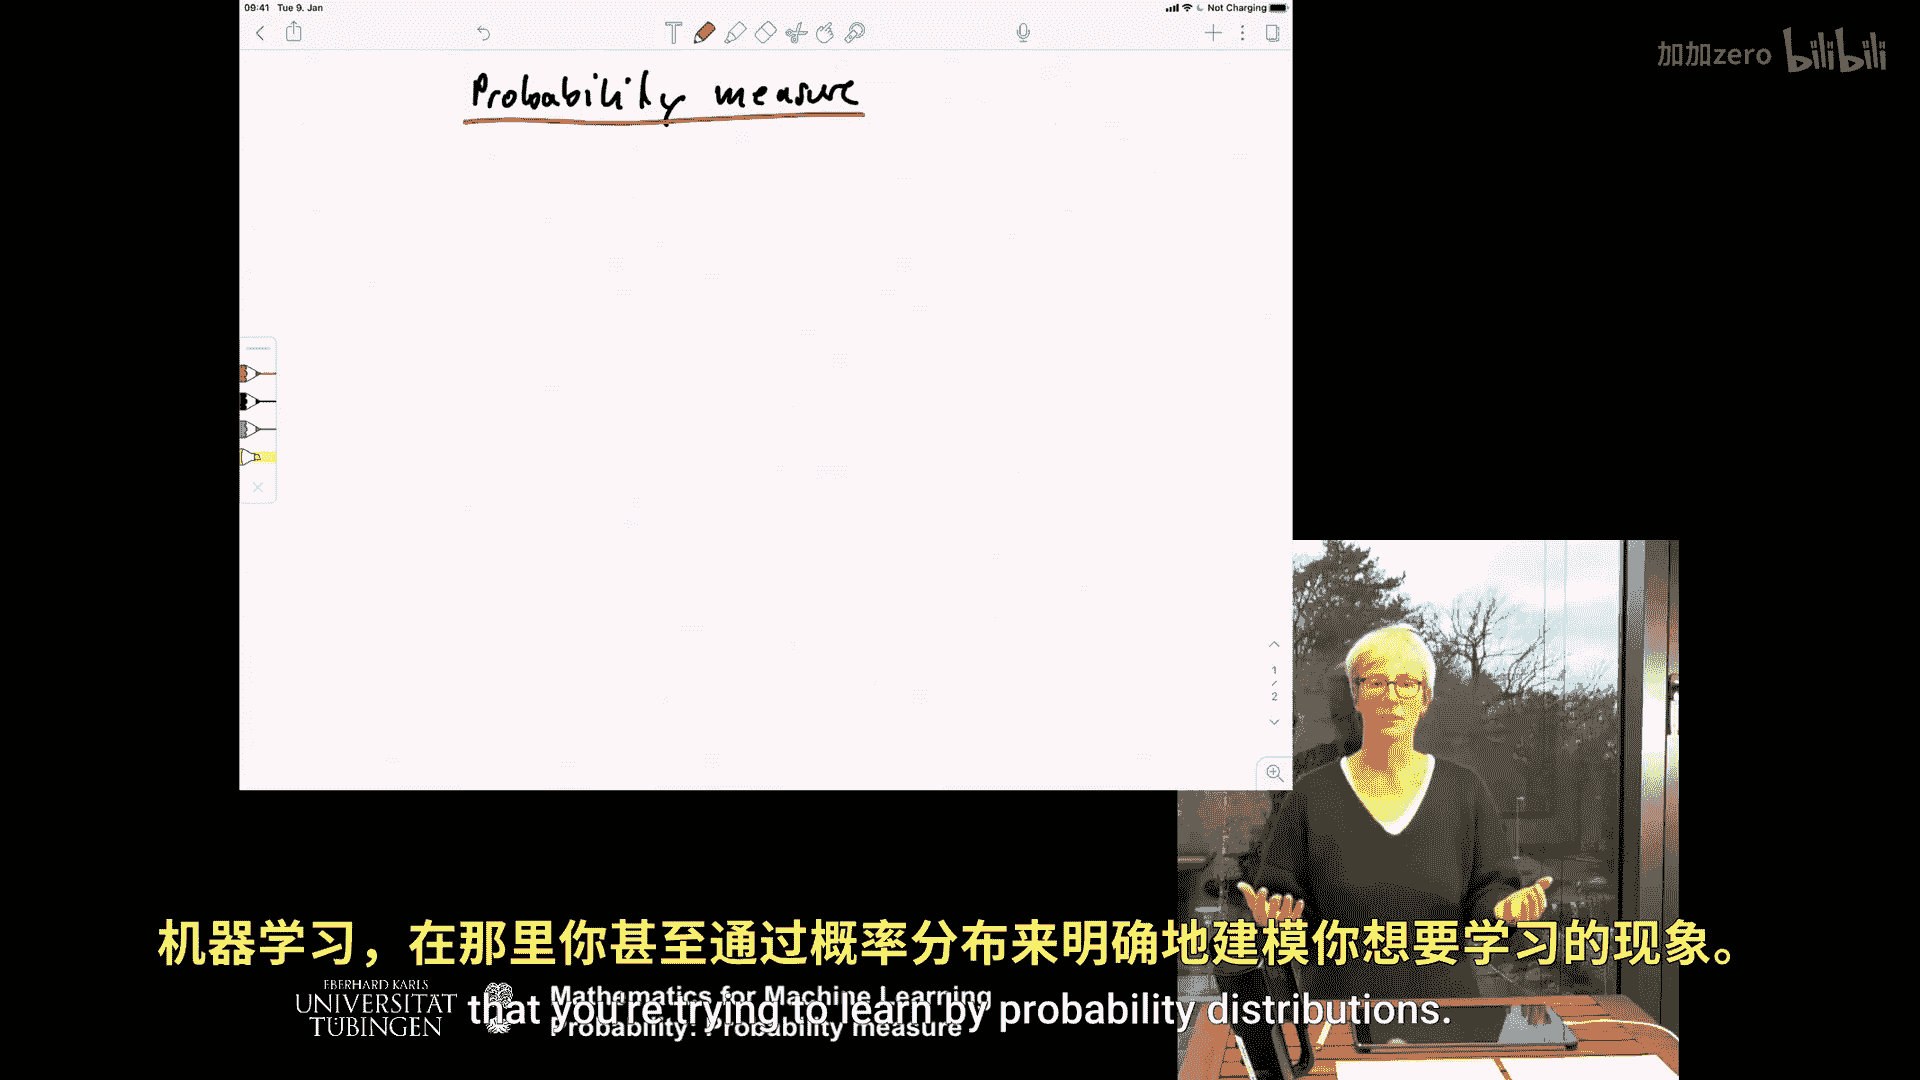 09:41 Tue 9. Jan
Not Charging
加加zero bilibili
Probability measure
1
/
2
机器学习，在那里你甚至通过概率分布来明确地建模你想要学习的现象。
that you're trying to learn by probability distributions.
EBERHARD KARLS
UNIVERSITÄT
TÜBINGEN
Mathematics for Machine Learning
Probability: Probability measure